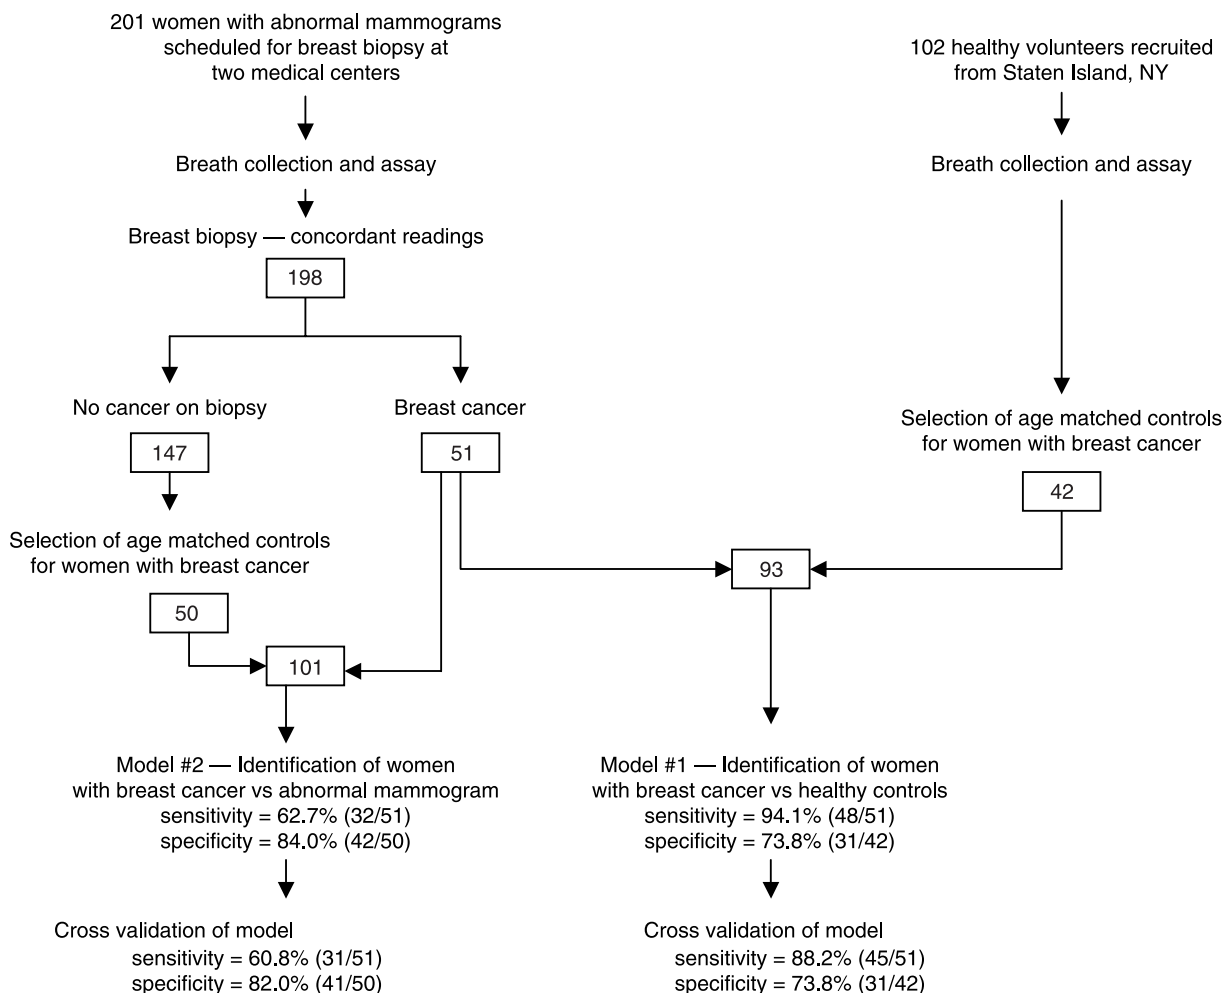 201 women with abnormal mammograms
scheduled for breast biopsy at
two medical centers
102 healthy volunteers recruited
from Staten Island, NY
Breath collection and assay
Breath collection and assay
Breast biopsy — concordant readings
198
No cancer on biopsy
Breast cancer
147
51
Selection of age matched controls
for women with breast cancer
42
Selection of age matched controls
for women with breast cancer
93
50
101
Model #2 — Identification of women
with breast cancer vs abnormal mammogram
sensitivity = 62.7% (32/51)
specificity = 84.0% (42/50)
Model #1 — Identification of women
with breast cancer vs healthy controls
sensitivity = 94.1% (48/51)
specificity = 73.8% (31/42)
Cross validation of model
sensitivity = 60.8% (31/51)
specificity = 82.0% (41/50)
Cross validation of model
sensitivity = 88.2% (45/51)
specificity = 73.8% (31/42)